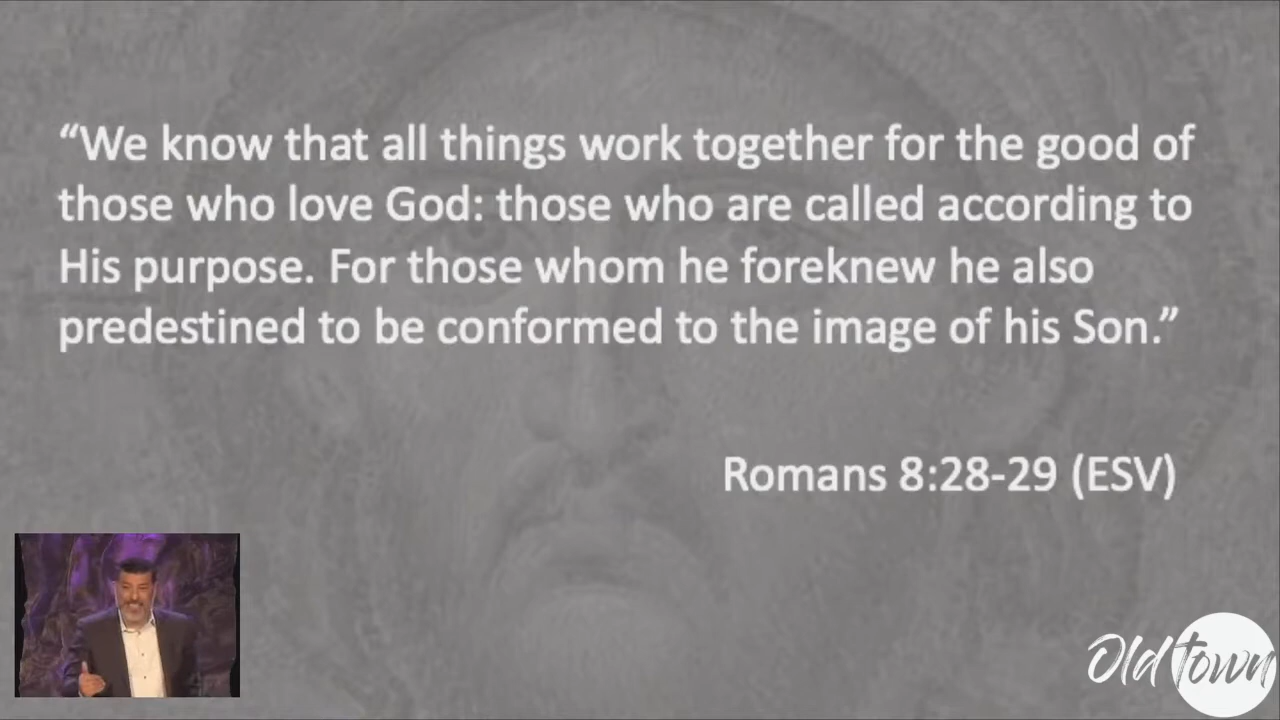 “We know that all things work together for the good of
those who love God: those who are called according to
His purpose. For those whom he foreknew he also
predestined to be conformed to the image of his Son.”
Romans 8:28-29 (ESV)
Old town